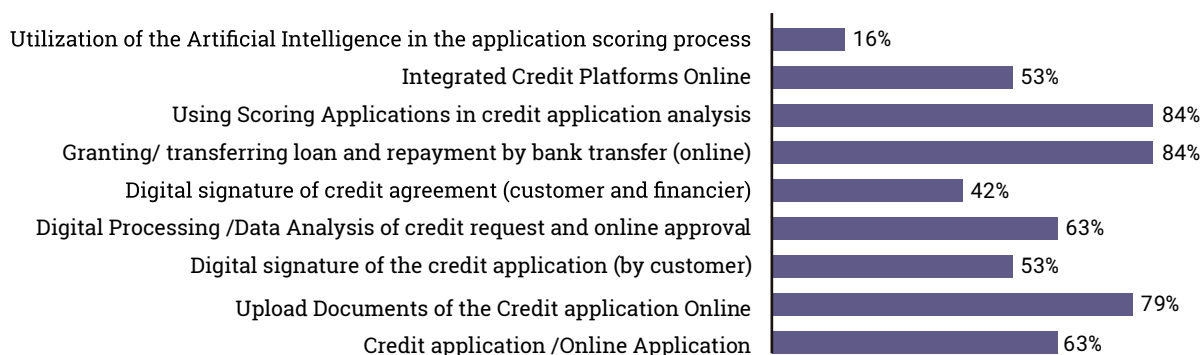 Utilization of the Artificial Intelligence in the application scoring process 16%
Integrated Credit Platforms Online 53%
Using Scoring Applications in credit application analysis 84%
Granting/ transferring loan and repayment by bank transfer (online) 84%
Digital signature of credit agreement (customer and financier) 42%
Digital Processing /Data Analysis of credit request and online approval 63%
Digital signature of the credit application (by customer) 53%
Upload Documents of the Credit application Online 79%
Credit application /Online Application 63%